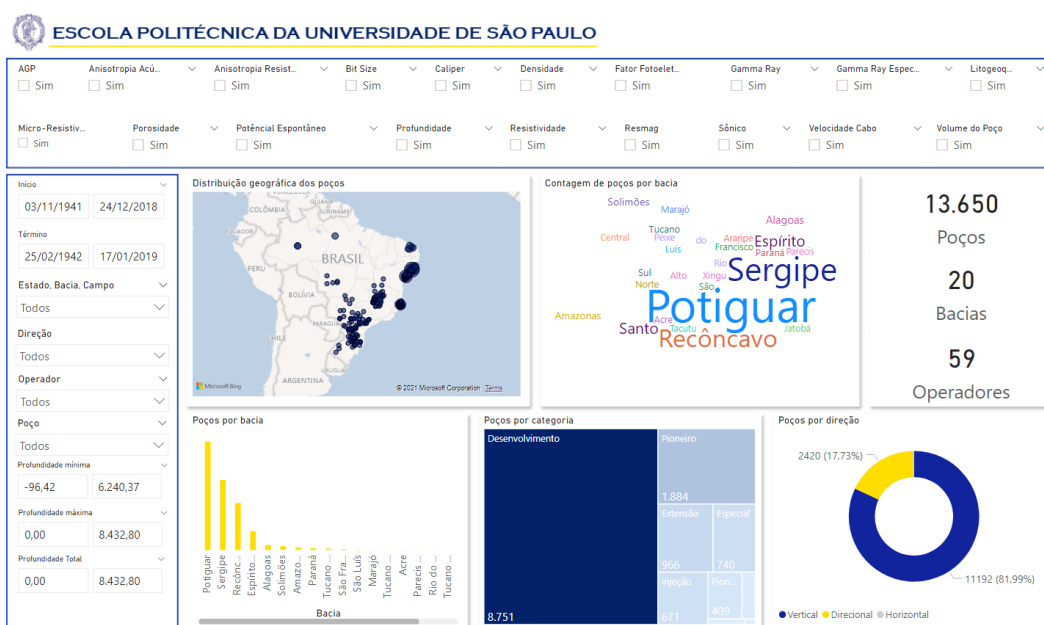 ESCOLA POLITÉCNICA DA UNIVERSIDADE DE SÃO PAULO
AGP
Anisotropia Acú...
Anisotropia Resist...
Bit Size
Caliper
Densidade
Fator Fotoelet...
Gamma Ray
Gamma Ray Espec...
Litogeoq...
Sim
Sim
Sim
Sim
Sim
Sim
Sim
Sim
Sim
Sim
Micro-Resistiv...
Porosidade
Potêncial Espontâneo
Profundidade
Resistividade
Resmag
Sônico
Velocidade Cabo
Volume do Poço
Sim
Sim
Sim
Sim
Sim
Sim
Sim
Sim
Sim
Início
03/11/1941
24/12/2018
Término
25/02/1942
17/01/2019
Estado, Bacia, Campo
Todos
Direção
Todos
Operador
Todos
Poço
Todos
Profundidade mínima
-96,42
6.240,37
Profundidade máxima
0,00
8.432,80
Profundidade Total
0,00
8.432,80
Distribuição geográfica dos poços
VENEZUELA
GUIANA
COLÔMBIA
SURINAME
EQUADOR
BRASIL
PERU
BOLÍVIA
PARAGUAI
CHILE
URUGUAI
ARGENTINA
Microsoft Bing
© 2021 Microsoft Corporation Terms
Contagem de poços por bacia
Solimões
Marajó
Alagoas
Tucano
Central
Peixe
do
Araripe
Espírito
Luís
Francisco
Paraná
Parecis
Rio
Sul
Alto
Xingu
Sergipe
Norte
São
Potiguar
Amazonas
Acre
Santo
Tacutu
Jatobá
Recôncavo
13.650
Poços
20
Bacias
59
Operadores
Poços por bacia
Potiguar
Sergipe
Recônc...
Espírito...
Alagoas
Solimões
Amazo...
Paraná
Tucano ...
São Fra...
São Luís
Marajó
Tucano ...
Acre
Parecis ...
Rio do ...
Tucano ...
Bacia
Poços por categoria
Desenvolvimento
8.751
Pioneiro
1.884
Extensão
966
Especial
740
Injeção
671
Pion...
409
Poços por direção
2420 (17,73%)
11192 (81,99%)
Vertical
Direcional
Horizontal